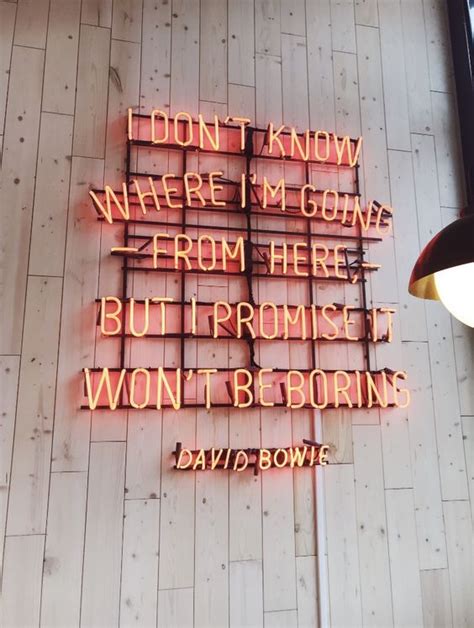 I DON'T KNOW
WHERE I'M GOING
– FROM HERE, –
BUT I PROMISE IT
WON'T BE BORING
DAVID BOWIE